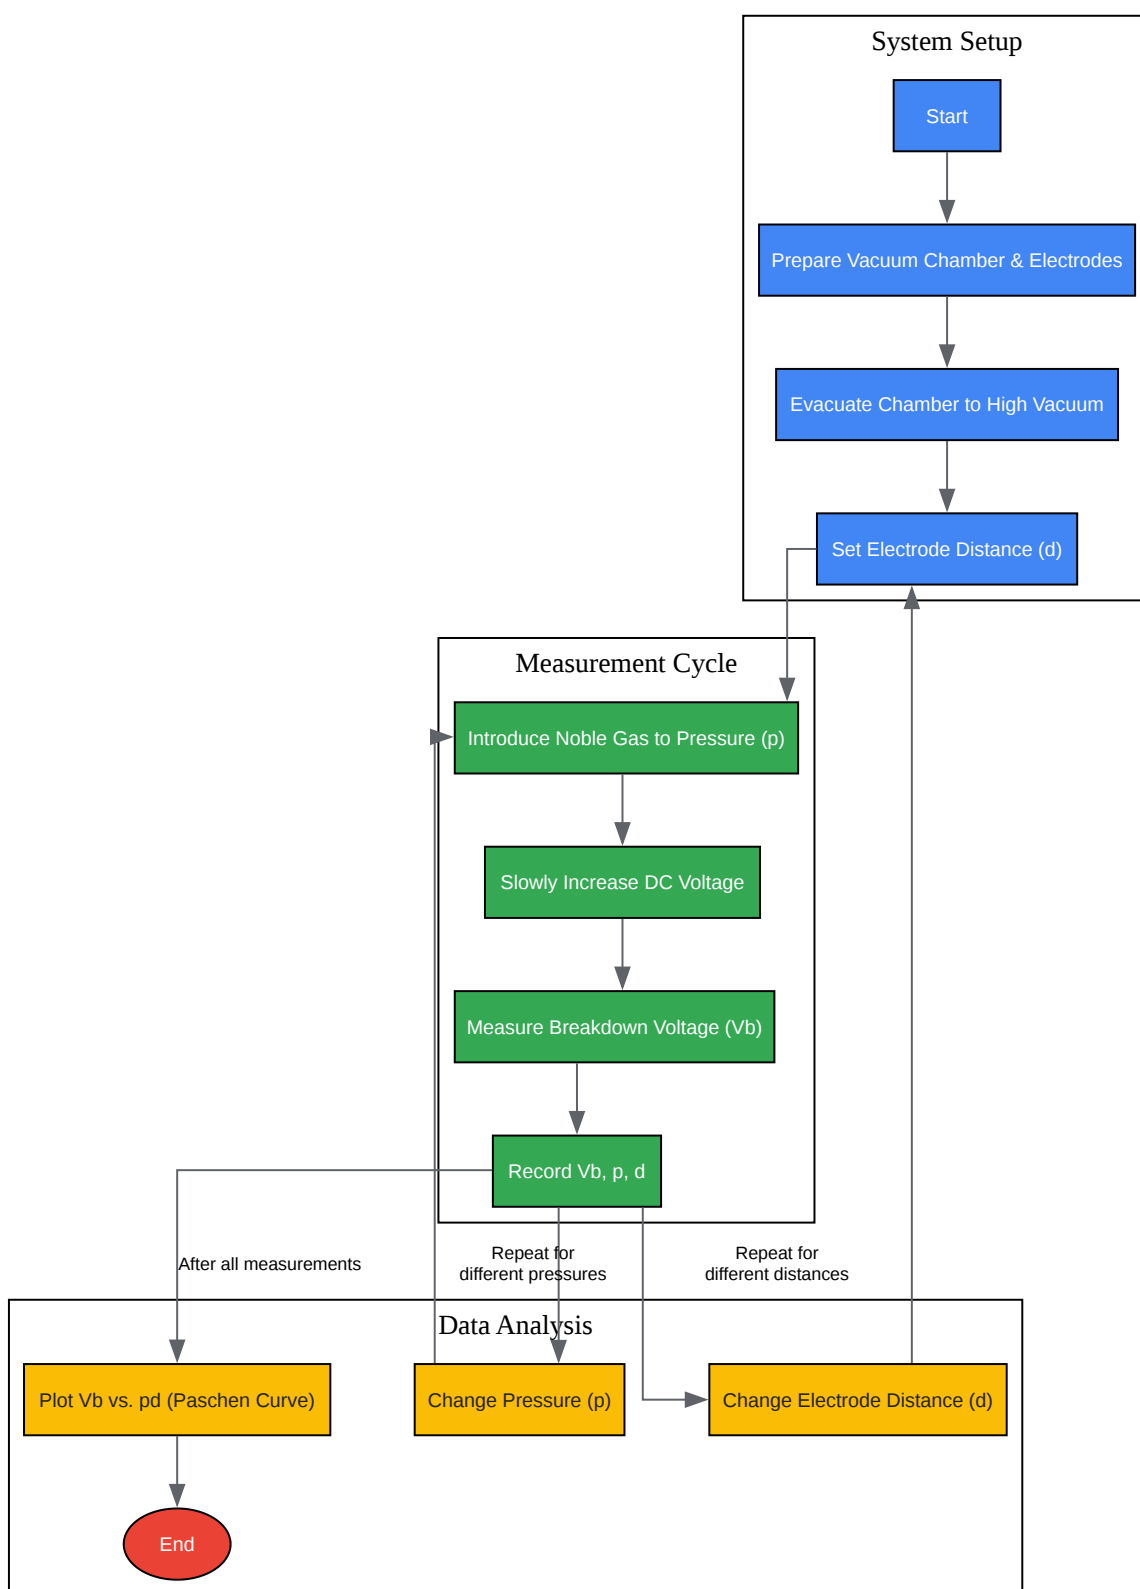 System Setup
Start
Prepare Vacuum Chamber & Electrodes
Evacuate Chamber to High Vacuum
Set Electrode Distance (d)
Measurement Cycle
Introduce Noble Gas to Pressure (p)
Slowly Increase DC Voltage
Measure Breakdown Voltage (Vb)
Record Vb, p, d
After all measurements
Repeat for
different pressures
Repeat for
different distances
Data Analysis
Plot Vb vs. pd (Paschen Curve)
Change Pressure (p)
Change Electrode Distance (d)
End